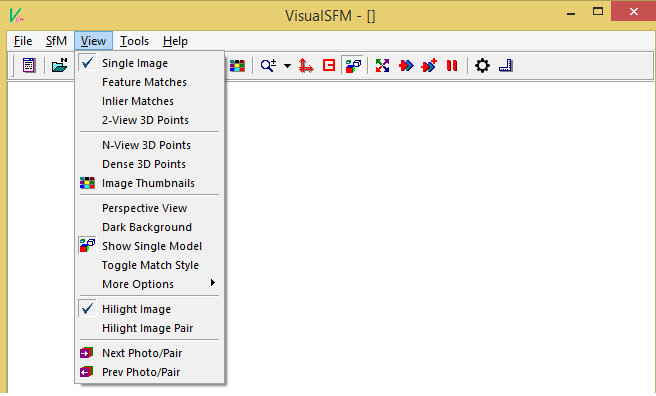 VisualSFM - []
File SfM View Tools Help
Single Image
Feature Matches
Inlier Matches
2-View 3D Points
N-View 3D Points
Dense 3D Points
Image Thumbnails
Perspective View
Dark Background
Show Single Model
Toggle Match Style
More Options
Hilight Image
Hilight Image Pair
Next Photo/Pair
Prev Photo/Pair